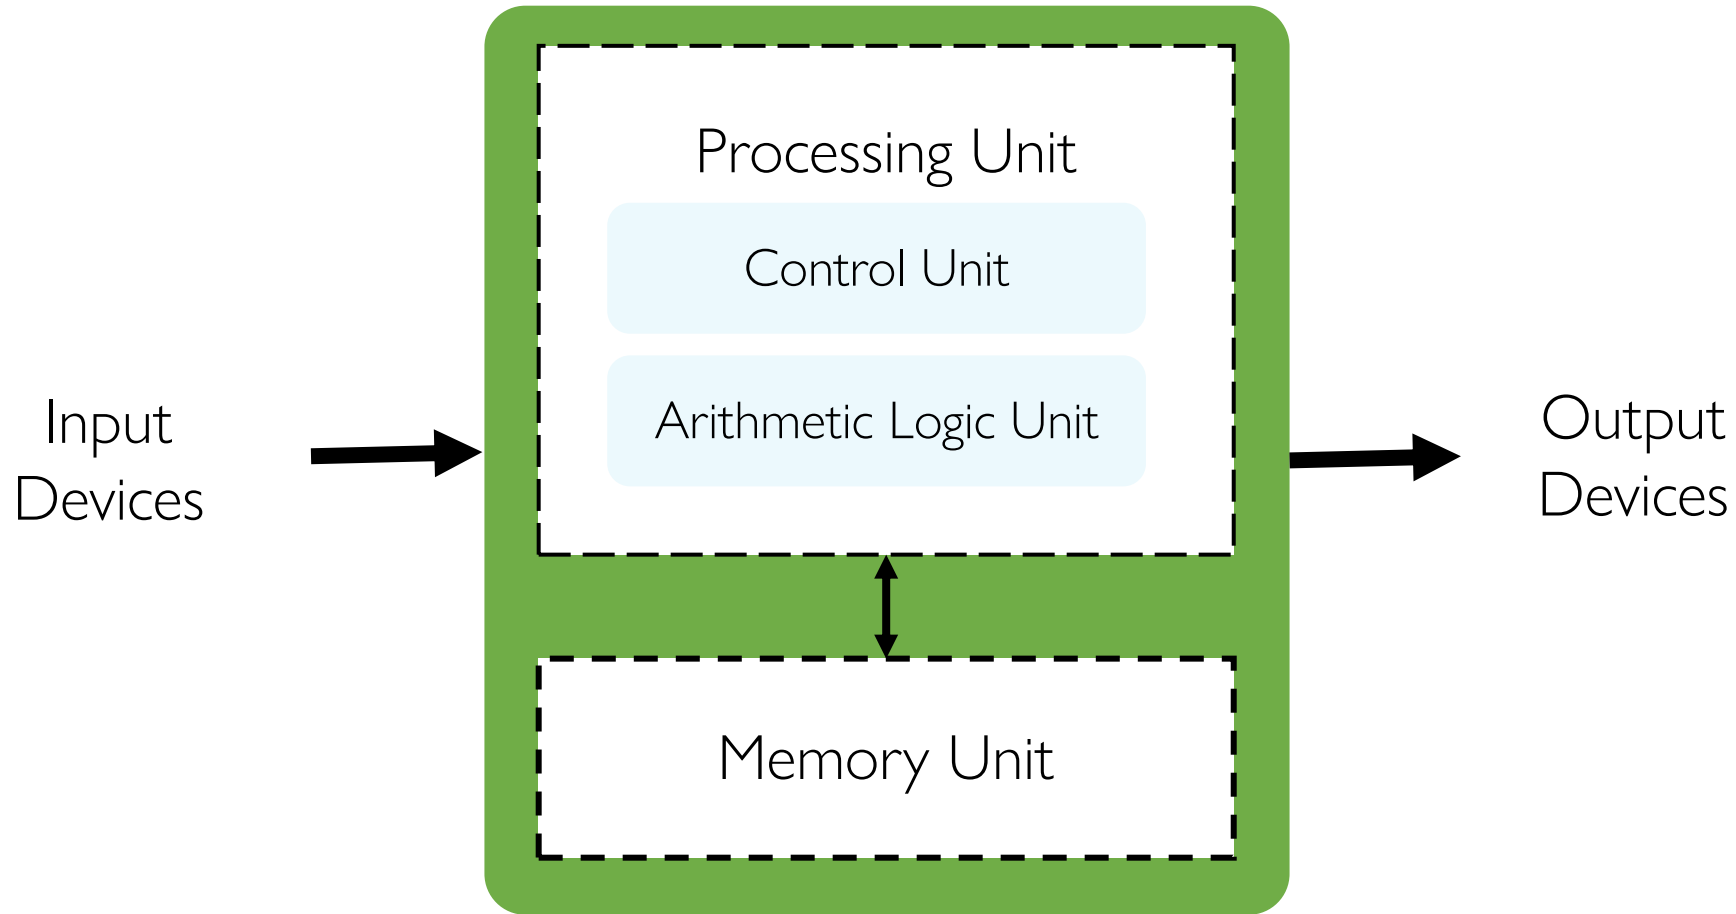 Processing Unit
Control Unit
Arithmetic Logic Unit
Input
Devices
Output
Devices
Memory Unit